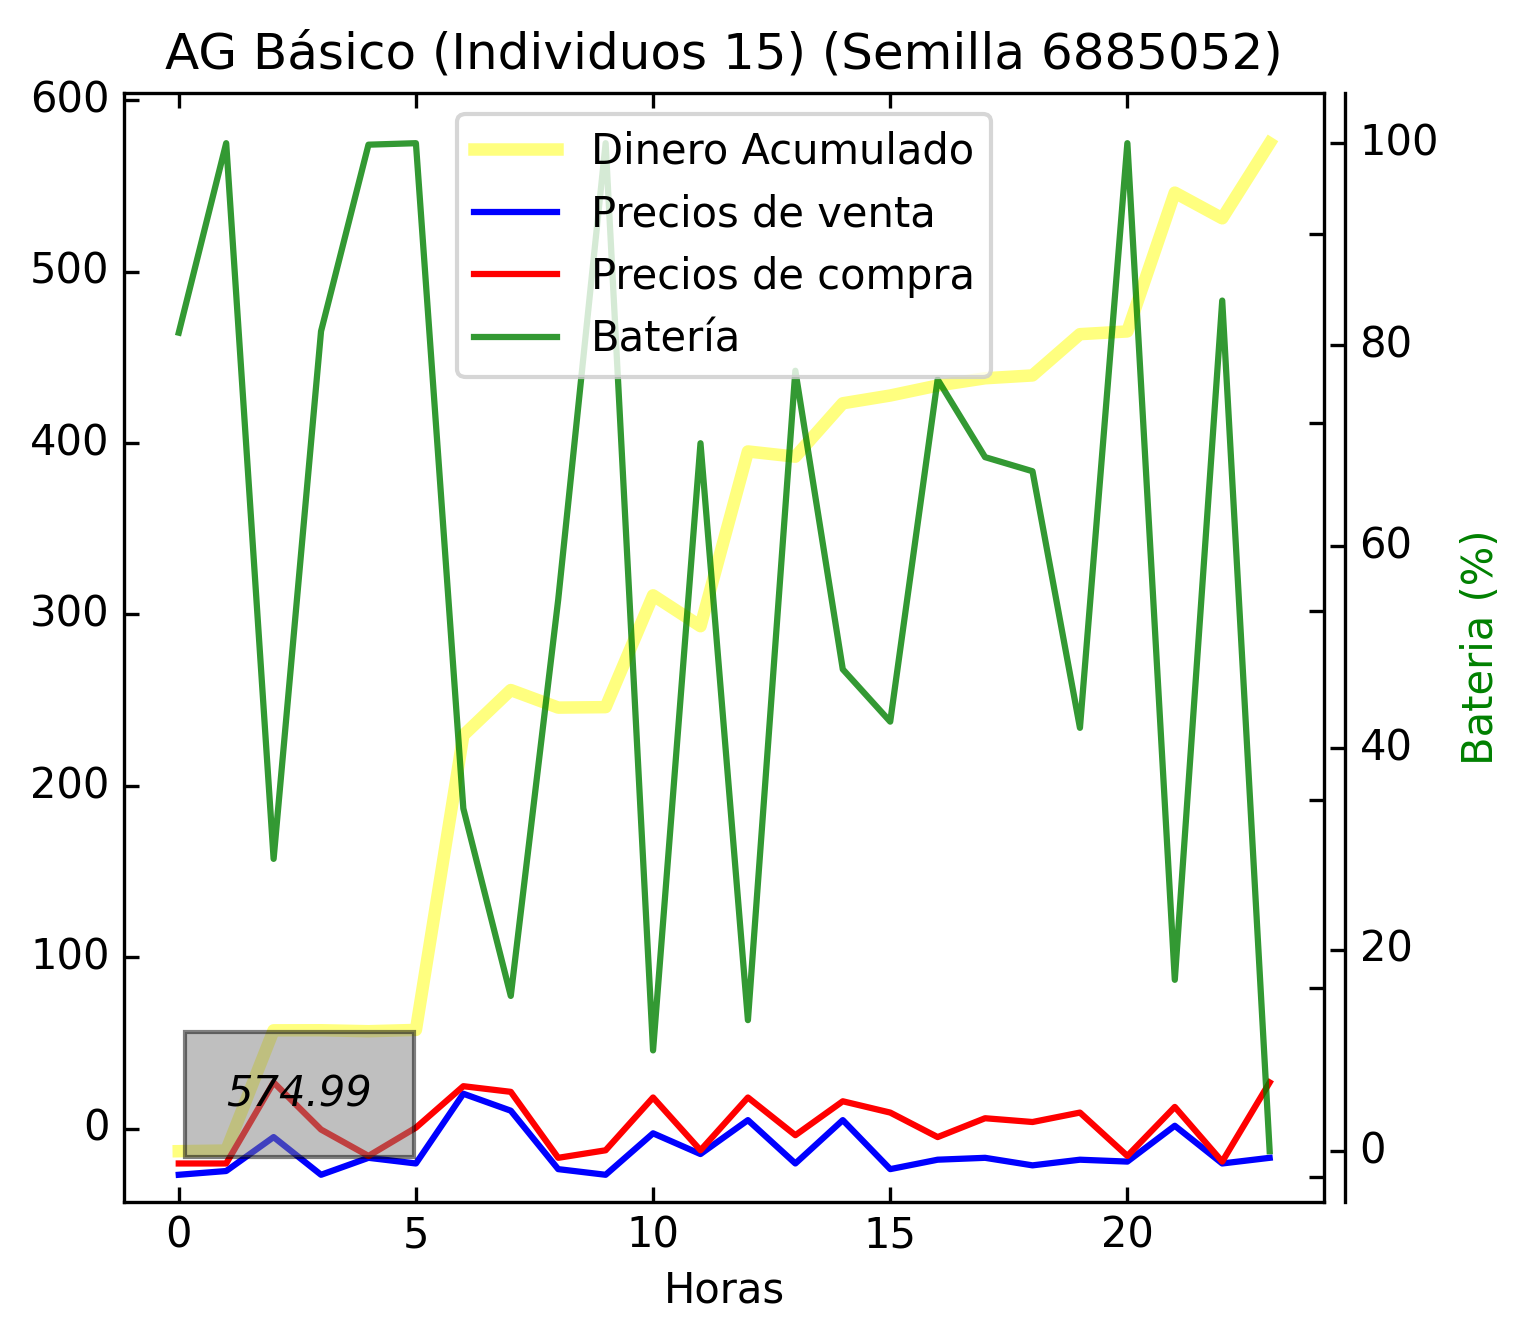 AG Básico (Individuos 15) (Semilla 6885052)
600
500
400
300
200
100
0
Dinero Acumulado
Precios de venta
Precios de compra
Batería
574.99
100
80
60
40
20
0
Bateria (%)
0 5 10 15 20
Horas